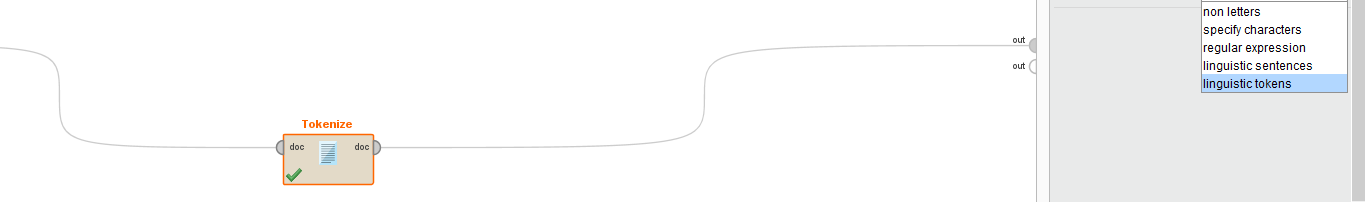 Tokenize
doc
doc
out
out
non letters
specify characters
regular expression
linguistic sentences
linguistic tokens